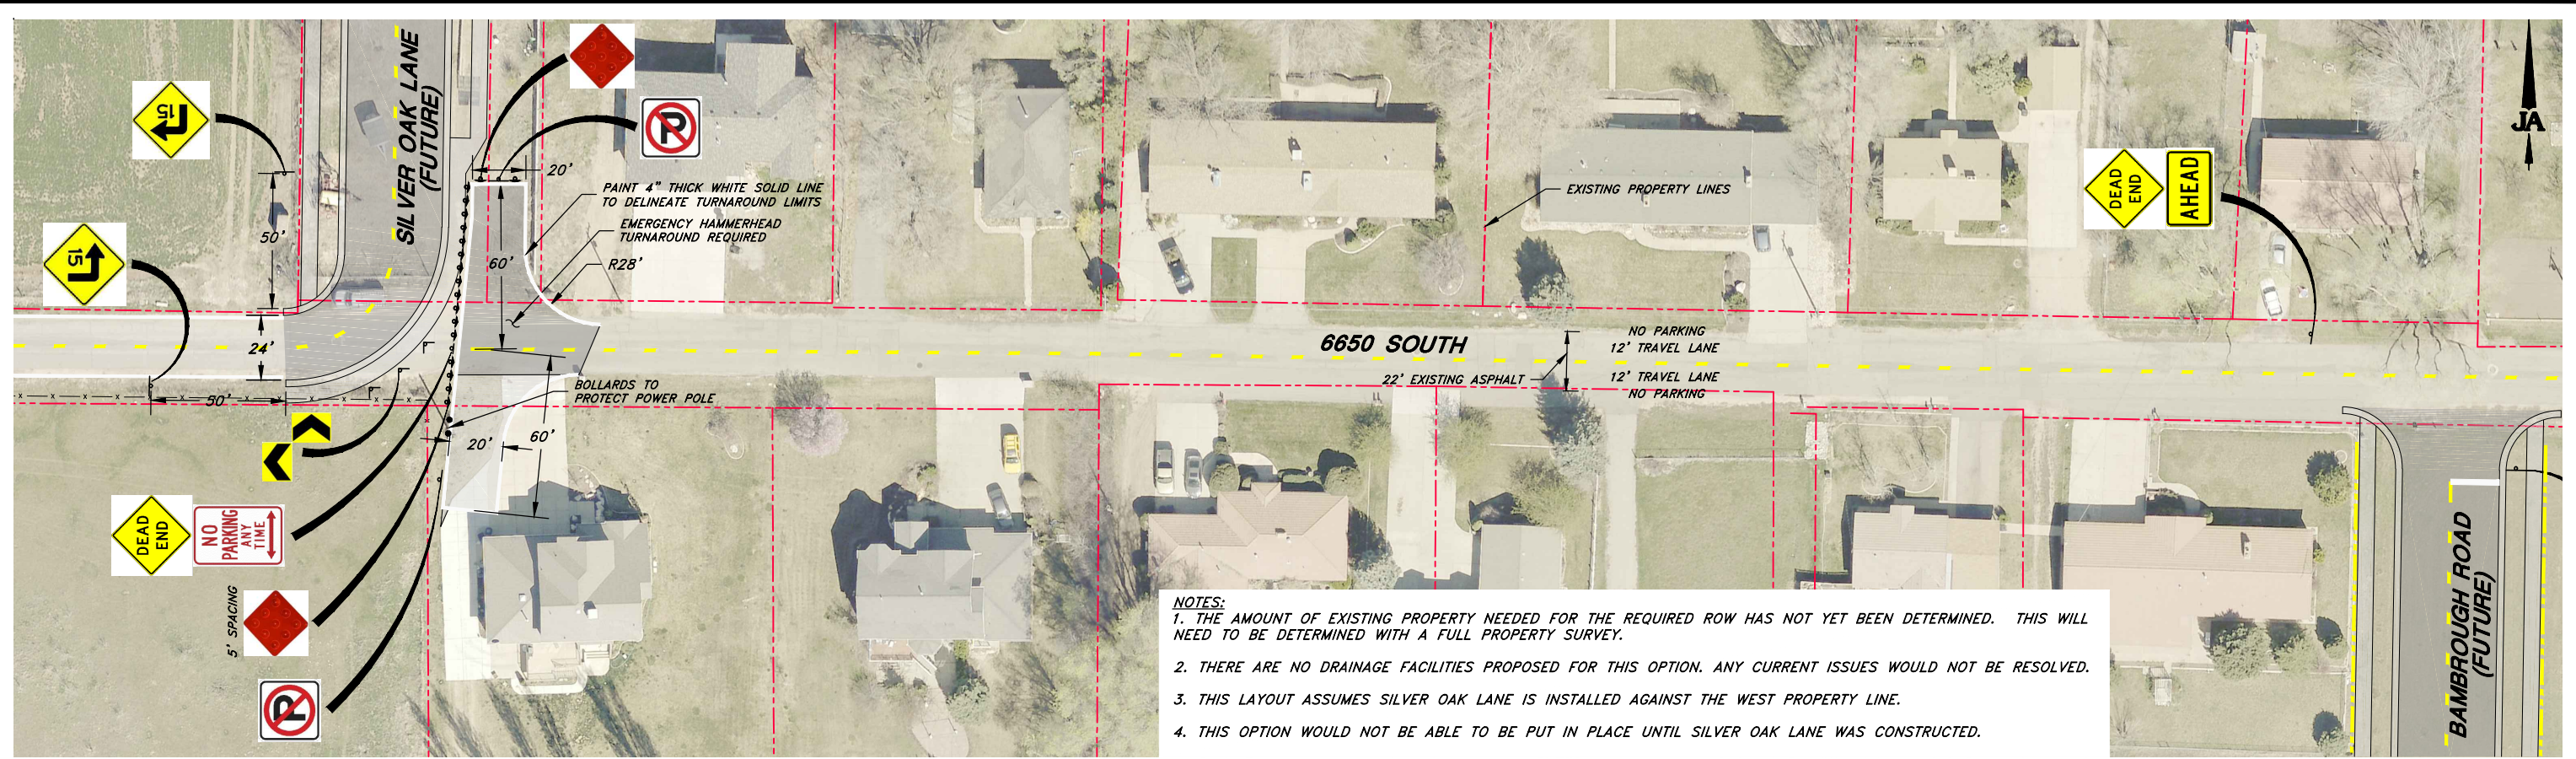 SILVER OAK LANE
(FUTURE)
15
15
50'
24'
50'
20'
PAINT 4" THICK WHITE SOLID LINE
TO DELINEATE TURNAROUND LIMITS
EMERGENCY HAMMERHEAD
TURNAROUND REQUIRED
R28'
60'
BOLLARDS TO
PROTECT POWER POLE
20'
60'
DEAD
END
NO
PARKING
ANY
TIME
5' SPACING
P
P
EXISTING PROPERTY LINES
6650 SOUTH
22' EXISTING ASPHALT
NO PARKING
12' TRAVEL LANE
12' TRAVEL LANE
NO PARKING
DEAD
END
AHEAD
JA
BAMBROUGH ROAD
(FUTURE)
NOTES:
1. THE AMOUNT OF EXISTING PROPERTY NEEDED FOR THE REQUIRED ROW HAS NOT YET BEEN DETERMINED. THIS WILL
NEED TO BE DETERMINED WITH A FULL PROPERTY SURVEY.
2. THERE ARE NO DRAINAGE FACILITIES PROPOSED FOR THIS OPTION. ANY CURRENT ISSUES WOULD NOT BE RESOLVED.
3. THIS LAYOUT ASSUMES SILVER OAK LANE IS INSTALLED AGAINST THE WEST PROPERTY LINE.
4. THIS OPTION WOULD NOT BE ABLE TO BE PUT IN PLACE UNTIL SILVER OAK LANE WAS CONSTRUCTED.